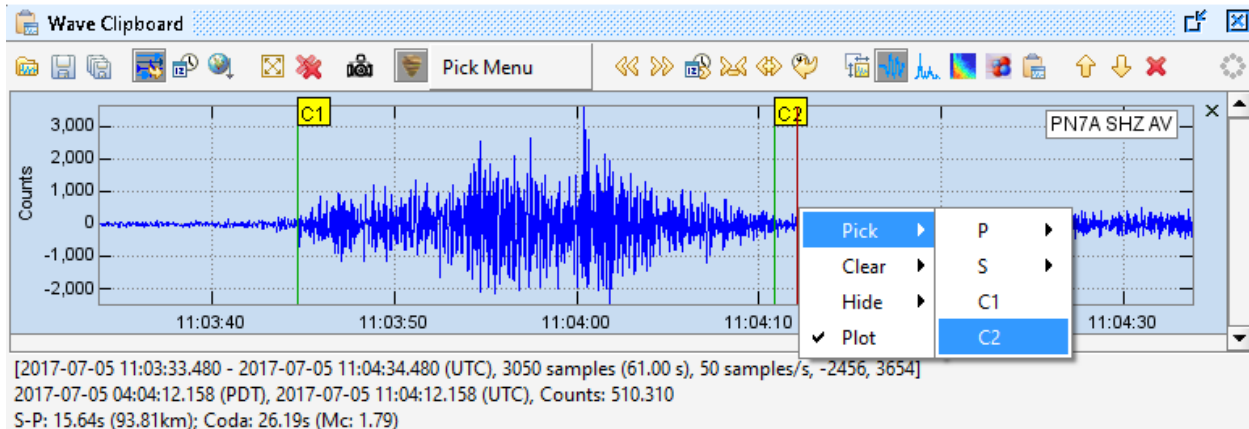 Wave Clipboard
Pick Menu
C1
C2
PN7A SHZ AV
3,000
2,000
1,000
0
-1,000
-2,000
Counts
Pick
P
Clear
S
Hide
C1
Plot
C2
11:03:40
11:03:50
11:04:00
11:04:10
11:04:30
[2017-07-05 11:03:33.480 - 2017-07-05 11:04:34.480 (UTC), 3050 samples (61.00 s), 50 samples/s, -2456, 3654]
2017-07-05 04:04:12.158 (PDT), 2017-07-05 11:04:12.158 (UTC), Counts: 510.310
S-P: 15.64s (93.81km); Coda: 26.19s (Mc: 1.79)